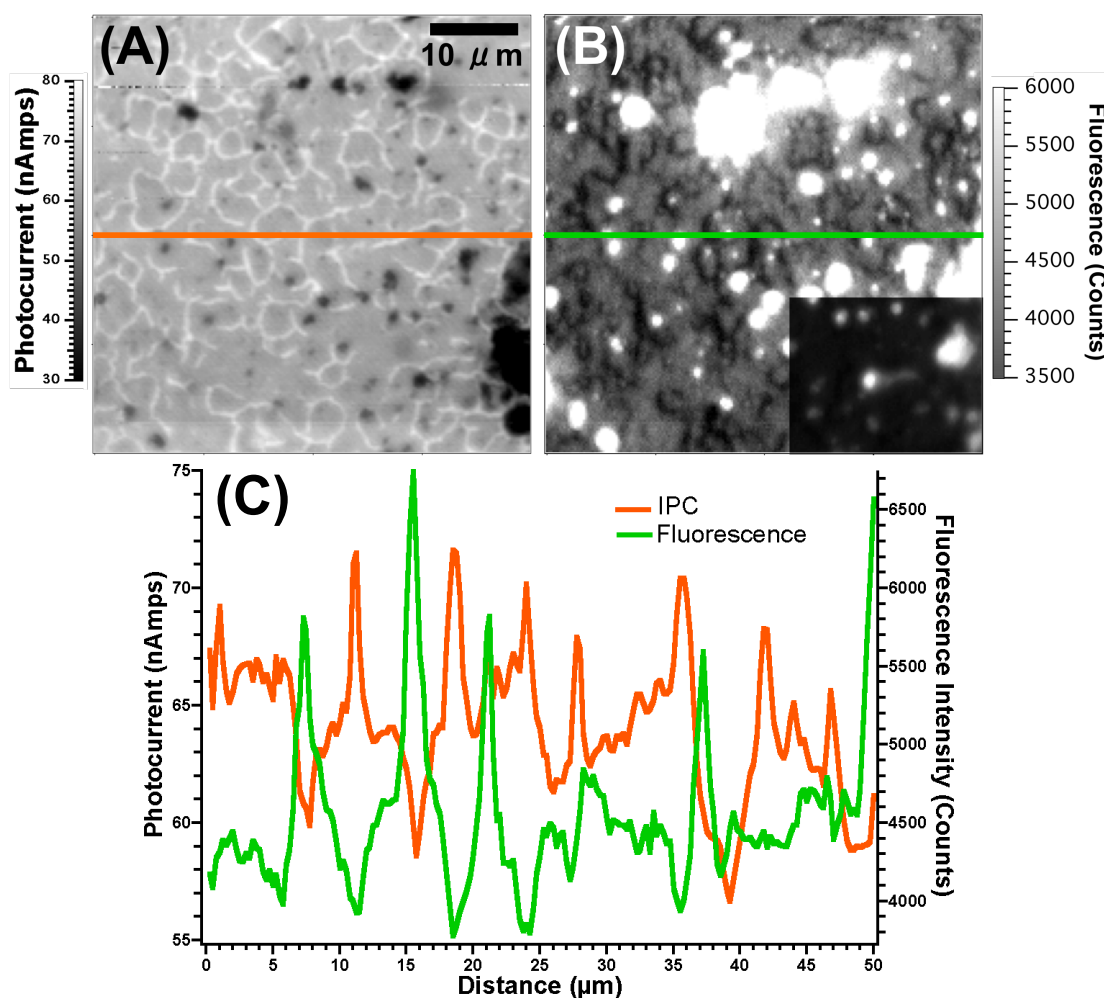 (A)
10 μm
(B)
Photocurrent (nAmps)
80
70
60
50
40
30
6000
5500
5000
4500
4000
3500
Fluorescence (Counts)
(C)
IPC
Fluorescence
Photocurrent (nAmps)
75
70
65
60
55
6500
6000
5500
5000
4500
4000
Fluorescence Intensity (Counts)
0 5 10 15 20 25 30 35 40 45 50
Distance (μm)